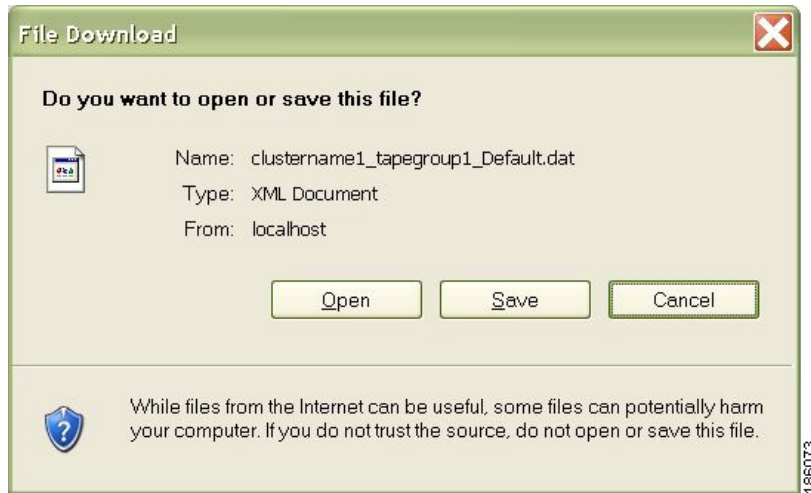 File Download
Do you want to open or save this file?
Name: clustername1_tapegroup1_Default.dat
Type: XML Document
From: localhost
Open Save Cancel
While files from the Internet can be useful, some files can potentially harm
your computer. If you do not trust the source, do not open or save this file.